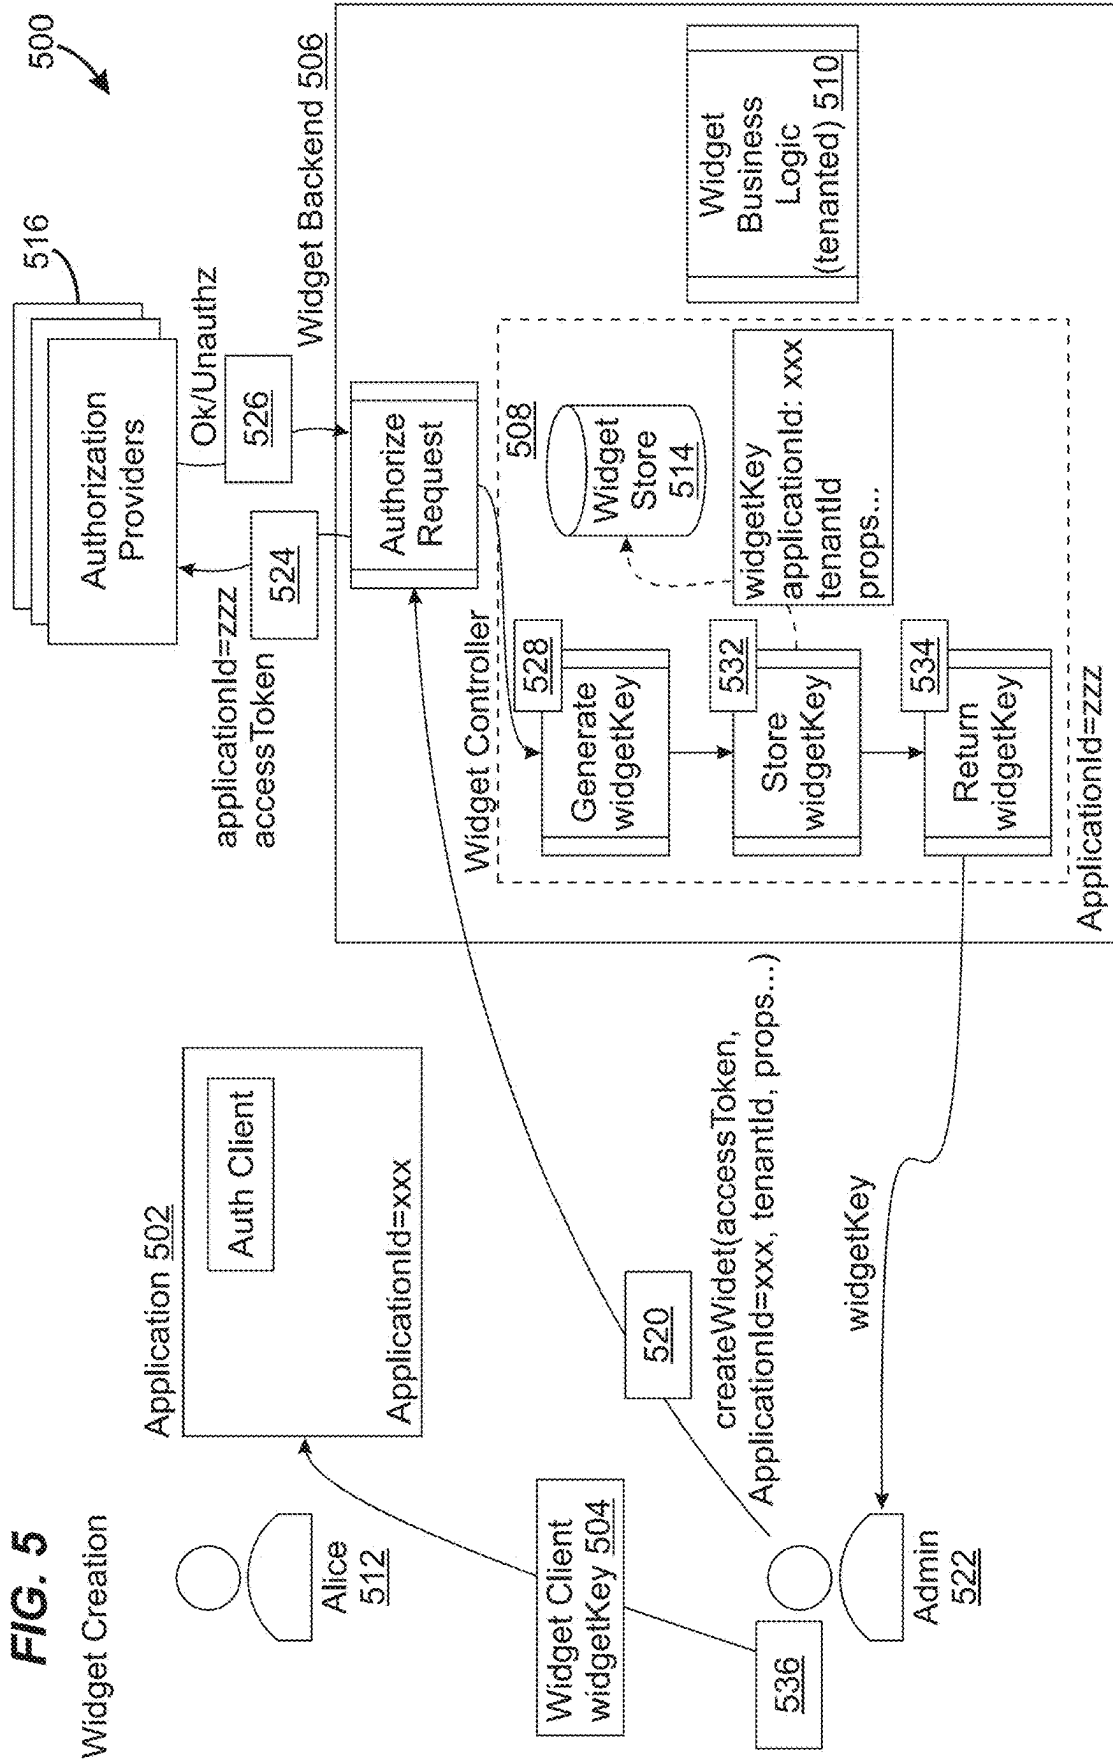 FIG. 5
Widget Creation
500
516
Authorization
Providers
Ok/Unauthz
526
524
applicationId=zzz
accessToken
Widget Backend 506
Authorize
Request
Widget Controller
508
528
Generate
widgetKey
532
Store
widgetKey
534
Return
widgetKey
Widget
Store
514
widgetKey
applicationId: xxx
tenantId
props...
Widget
Business
Logic
(tenanted) 510
ApplicationId=zzz
Application 502
Auth Client
ApplicationId=xxx
Alice
512
Widget Client
widgetKey 504
536
520
createWidet(accessToken,
ApplicationId=xxx, tenantId, props...)
widgetKey
Admin
522